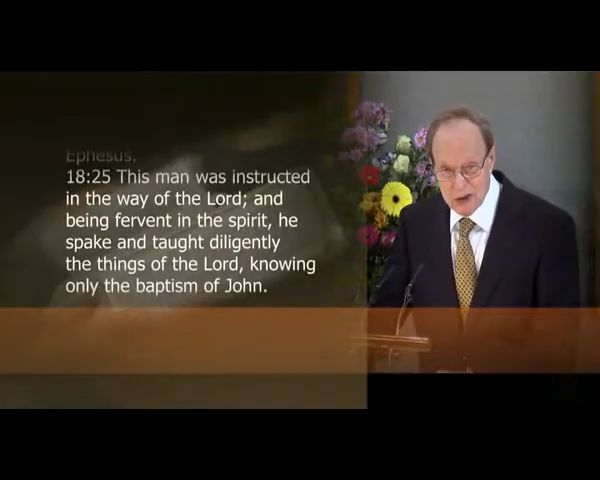 Ephesus,
18:25 This man was instructed
in the way of the Lord; and
being fervent in the spirit, he
spake and taught diligently
the things of the Lord, knowing
only the baptism of John.